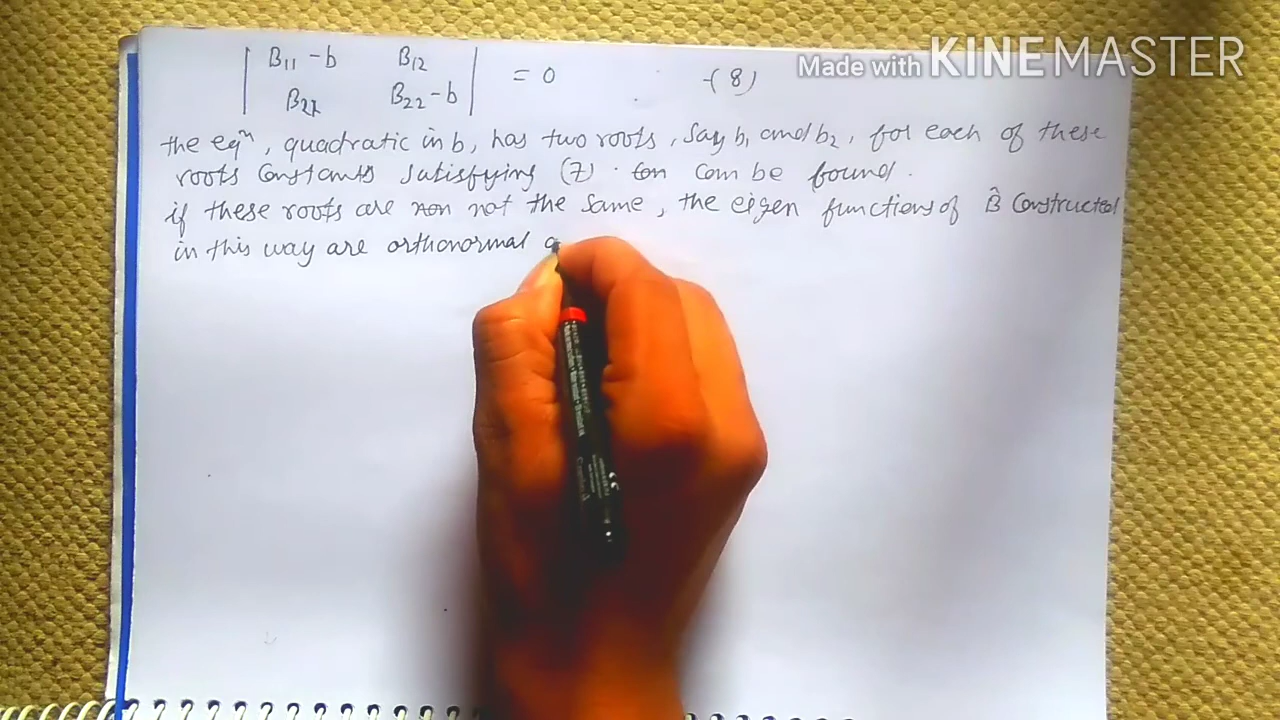 Made with KINEMASTER
| B₁₁ - b B₁₂ |
| B₂₁ B₂₂ - b | = 0 -(8)
the eqⁿ, quadratic in b, has two roots, say b₁ and b₂, for each of these
roots constants satisfying (7) . can be found.
if these roots are not the same, the eigen functions of B̂ constructed
in this way are orthonormal a